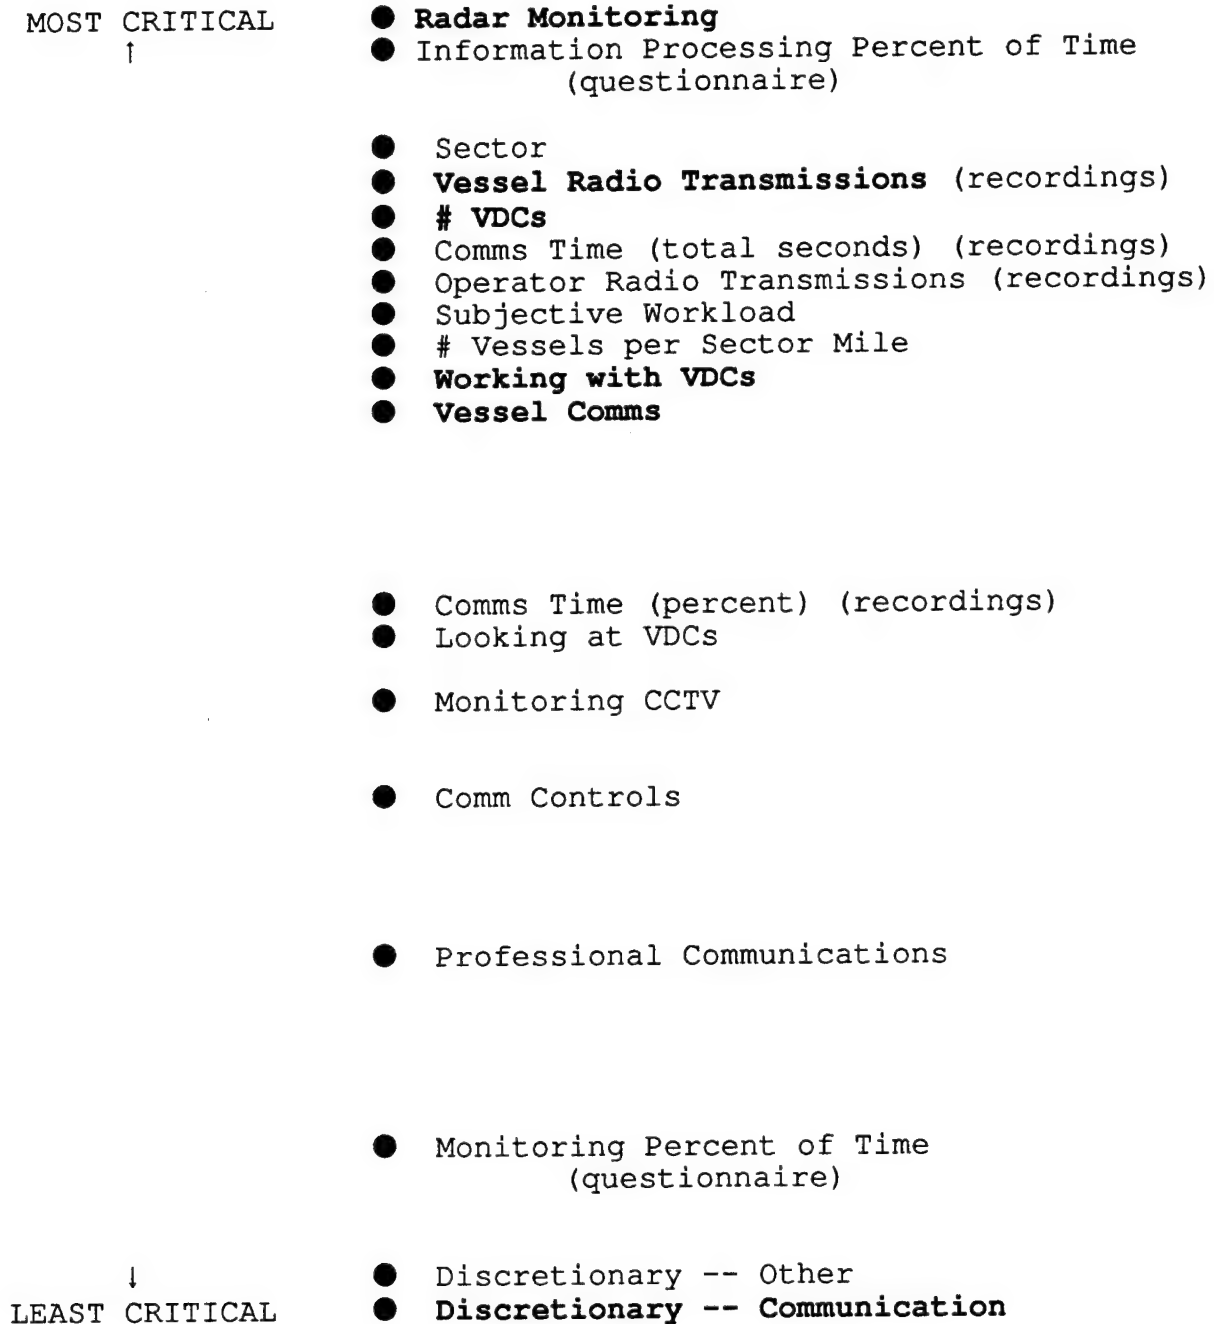 MOST CRITICAL ● Radar Monitoring
↑ ● Information Processing Percent of Time
(questionnaire)
● Sector
● Vessel Radio Transmissions (recordings)
● # VDCs
● Comms Time (total seconds) (recordings)
● Operator Radio Transmissions (recordings)
● Subjective Workload
● # Vessels per Sector Mile
● Working with VDCs
● Vessel Comms
● Comms Time (percent) (recordings)
● Looking at VDCs
● Monitoring CCTV
● Comm Controls
● Professional Communications
● Monitoring Percent of Time
(questionnaire)
↓ ● Discretionary -- Other
LEAST CRITICAL ● Discretionary -- Communication